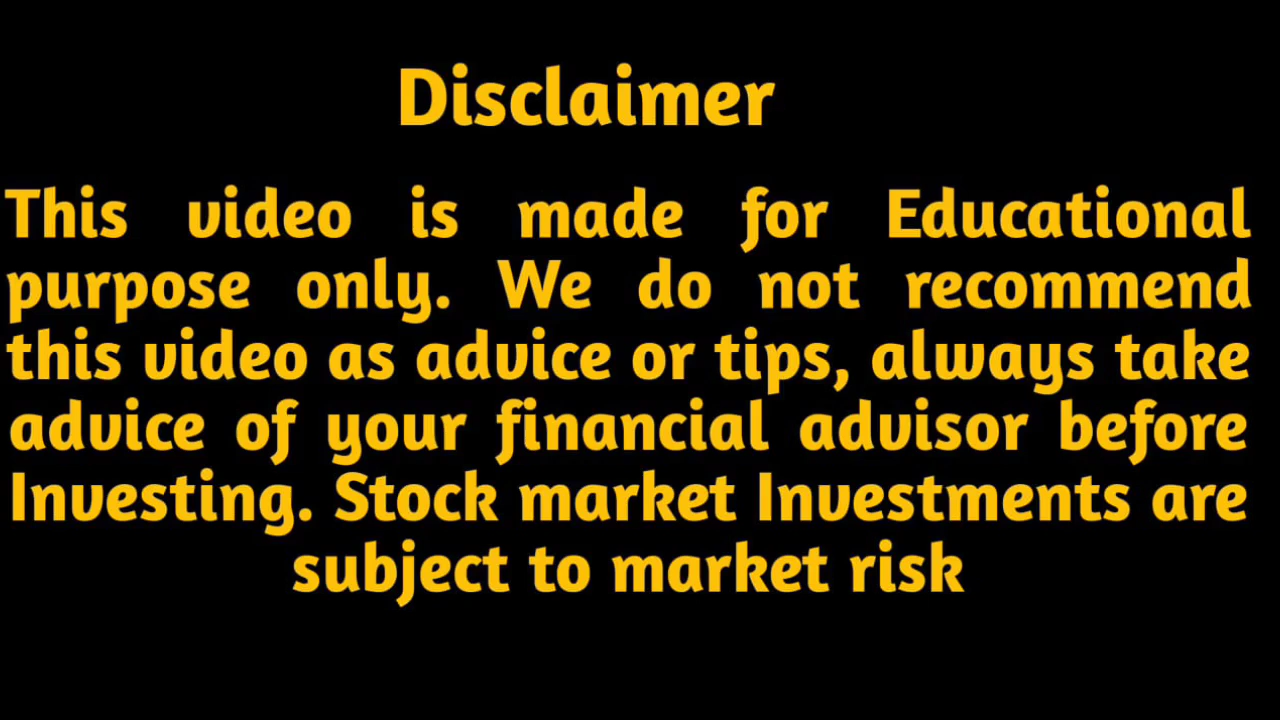 Disclaimer
This video is made for Educational
purpose only. We do not recommend
this video as advice or tips, always take
advice of your financial advisor before
Investing. Stock market Investments are
subject to market risk